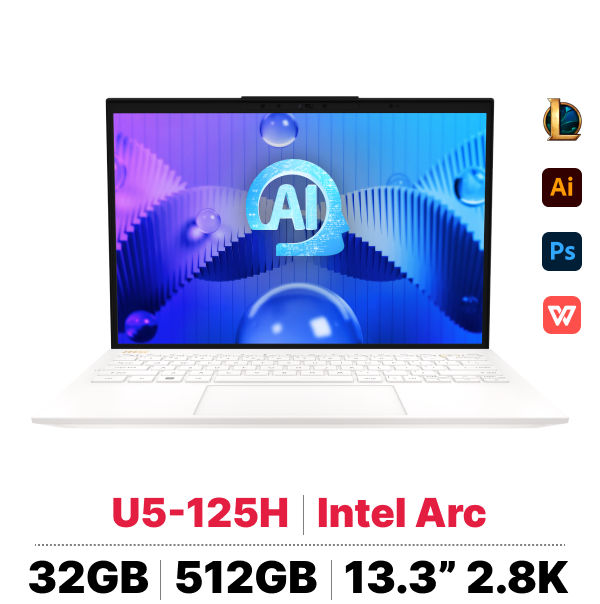 AI
L
Ai
Ps
W
U5-125H | Intel Arc
32GB | 512GB | 13.3” 2.8K